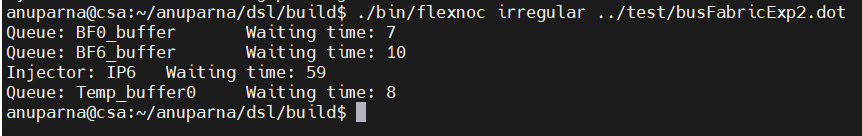 anuparna@csa:~/anuparna/dsl/build$ ./bin/flexnoc irregular ../test/busFabricExp2.dot
Queue: BF0_buffer Waiting time: 7
Queue: BF6_buffer Waiting time: 10
Injector: IP6 Waiting time: 59
Queue: Temp_buffer0 Waiting time: 8
anuparna@csa:~/anuparna/dsl/build$